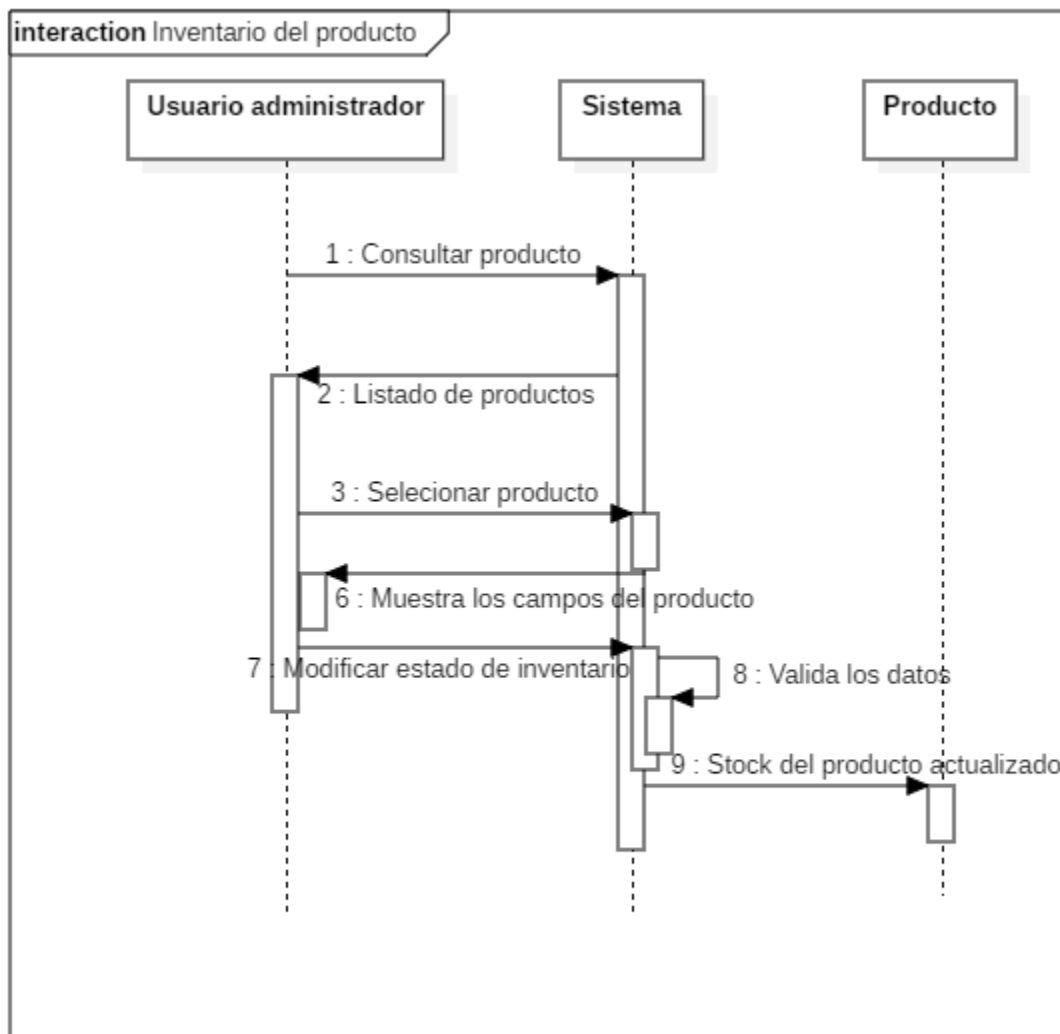 interaction Inventario del producto
Usuario administrador
Sistema
Producto
1 : Consultar producto
2 : Listado de productos
3 : Selecionar producto
6 : Muestra los campos del producto
7 : Modificar estado de inventario
8 : Valida los datos
9 : Stock del producto actualizado